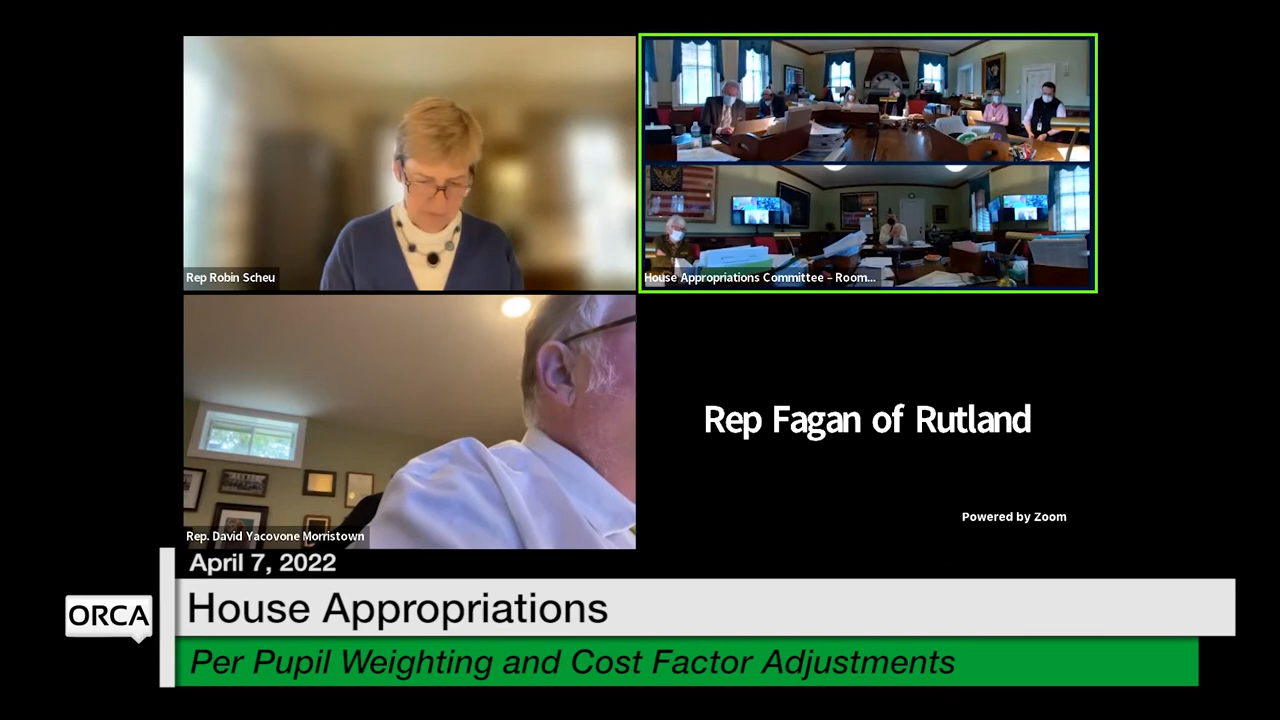 Rep Robin Scheu
House Appropriations Committee – Room...
Rep. David Yacovone Morristown
Rep Fagan of Rutland
Powered by Zoom
April 7, 2022
ORCA
House Appropriations
Per Pupil Weighting and Cost Factor Adjustments